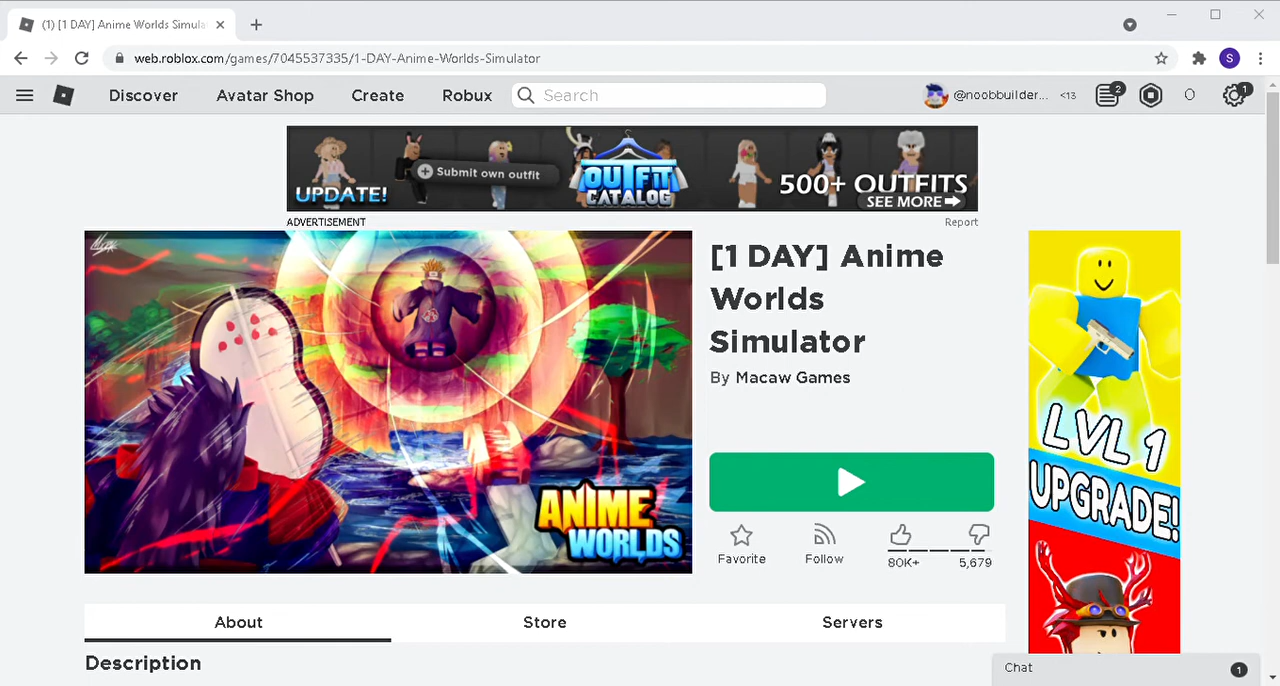 (1) [1 DAY] Anime Worlds Simula
web.roblox.com/games/7045537335/1-DAY-Anime-Worlds-Simulator
S
Discover
Avatar Shop
Create
Robux
Search
@noobbuilder...
<13
2
0
1
UPDATE!
Submit own outfit
OUTFIT
CATALOG
500+ OUTFITS
SEE MORE
ADVERTISEMENT
Report
[1 DAY] Anime
Worlds
Simulator
By Macaw Games
ANIME
WORLDS
Favorite
Follow
80K+
5,679
LVL 1
UPGRADE!
About
Store
Servers
Description
Chat
1